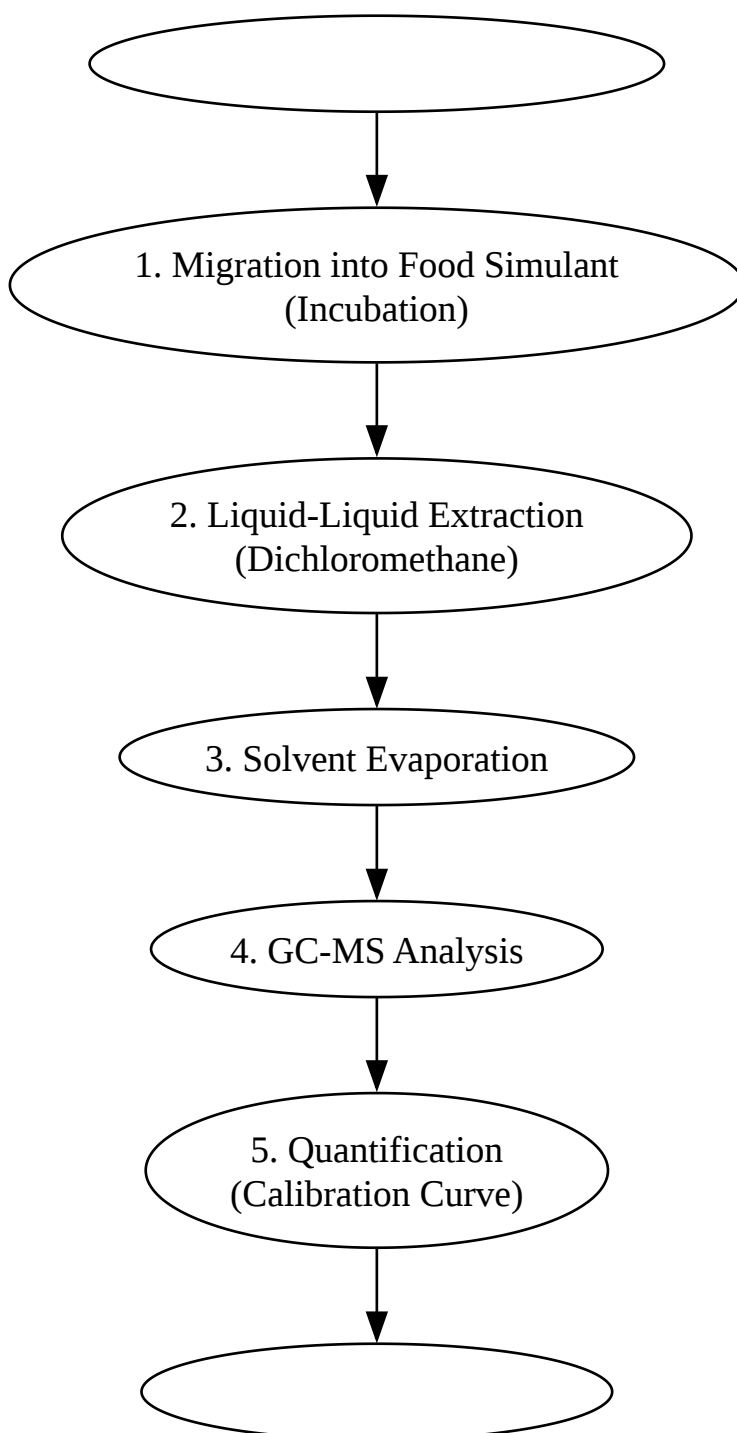 1. Migration into Food Simulant
(Incubation)
2. Liquid-Liquid Extraction
(Dichloromethane)
3. Solvent Evaporation
4. GC-MS Analysis
5. Quantification
(Calibration Curve)